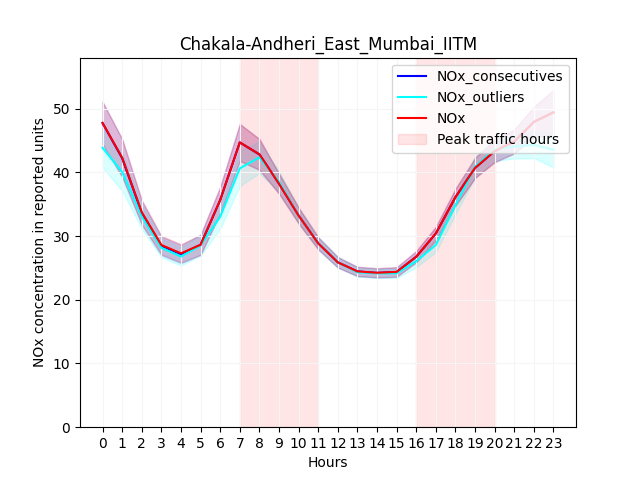 Chakala-Andheri_East_Mumbai_IITM
NOx concentration in reported units
50
40
30
20
10
0
NOx_consecutives
NOx_outliers
NOx
Peak traffic hours
0 1 2 3 4 5 6 7 8 9 10 11 12 13 14 15 16 17 18 19 20 21 22 23
Hours